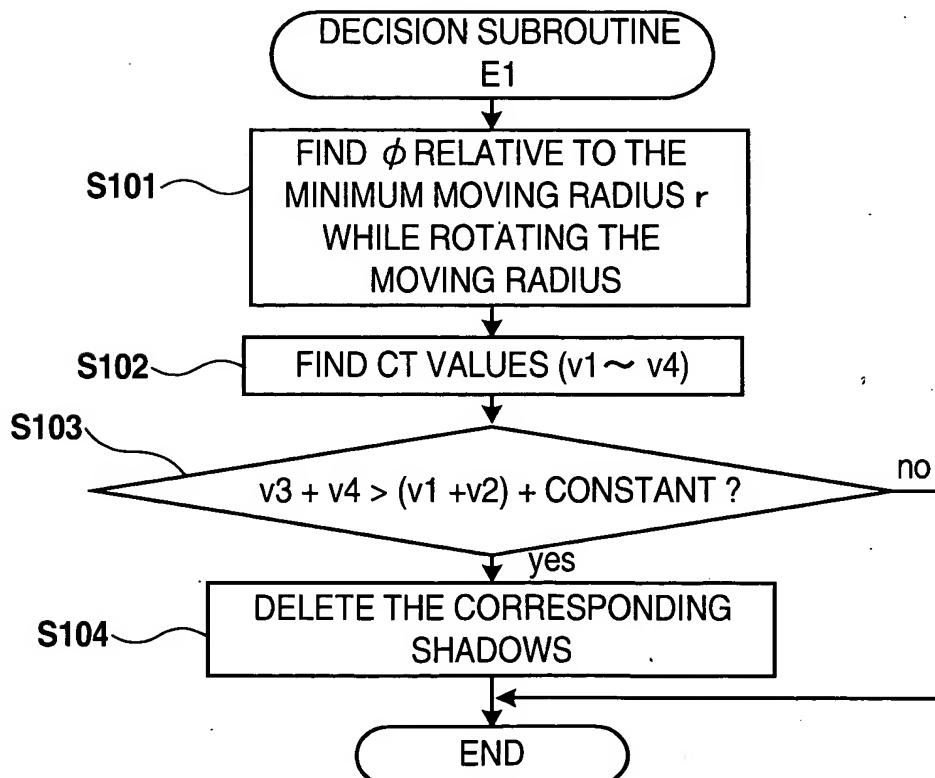 DECISION SUBROUTINE
E1
S101
FIND ϕ RELATIVE TO THE
MINIMUM MOVING RADIUS r
WHILE ROTATING THE
MOVING RADIUS
S102
FIND CT VALUES (v1～ v4)
S103
v3 + v4 > (v1 +v2) + CONSTANT ?
no
yes
S104
DELETE THE CORRESPONDING
SHADOWS
END